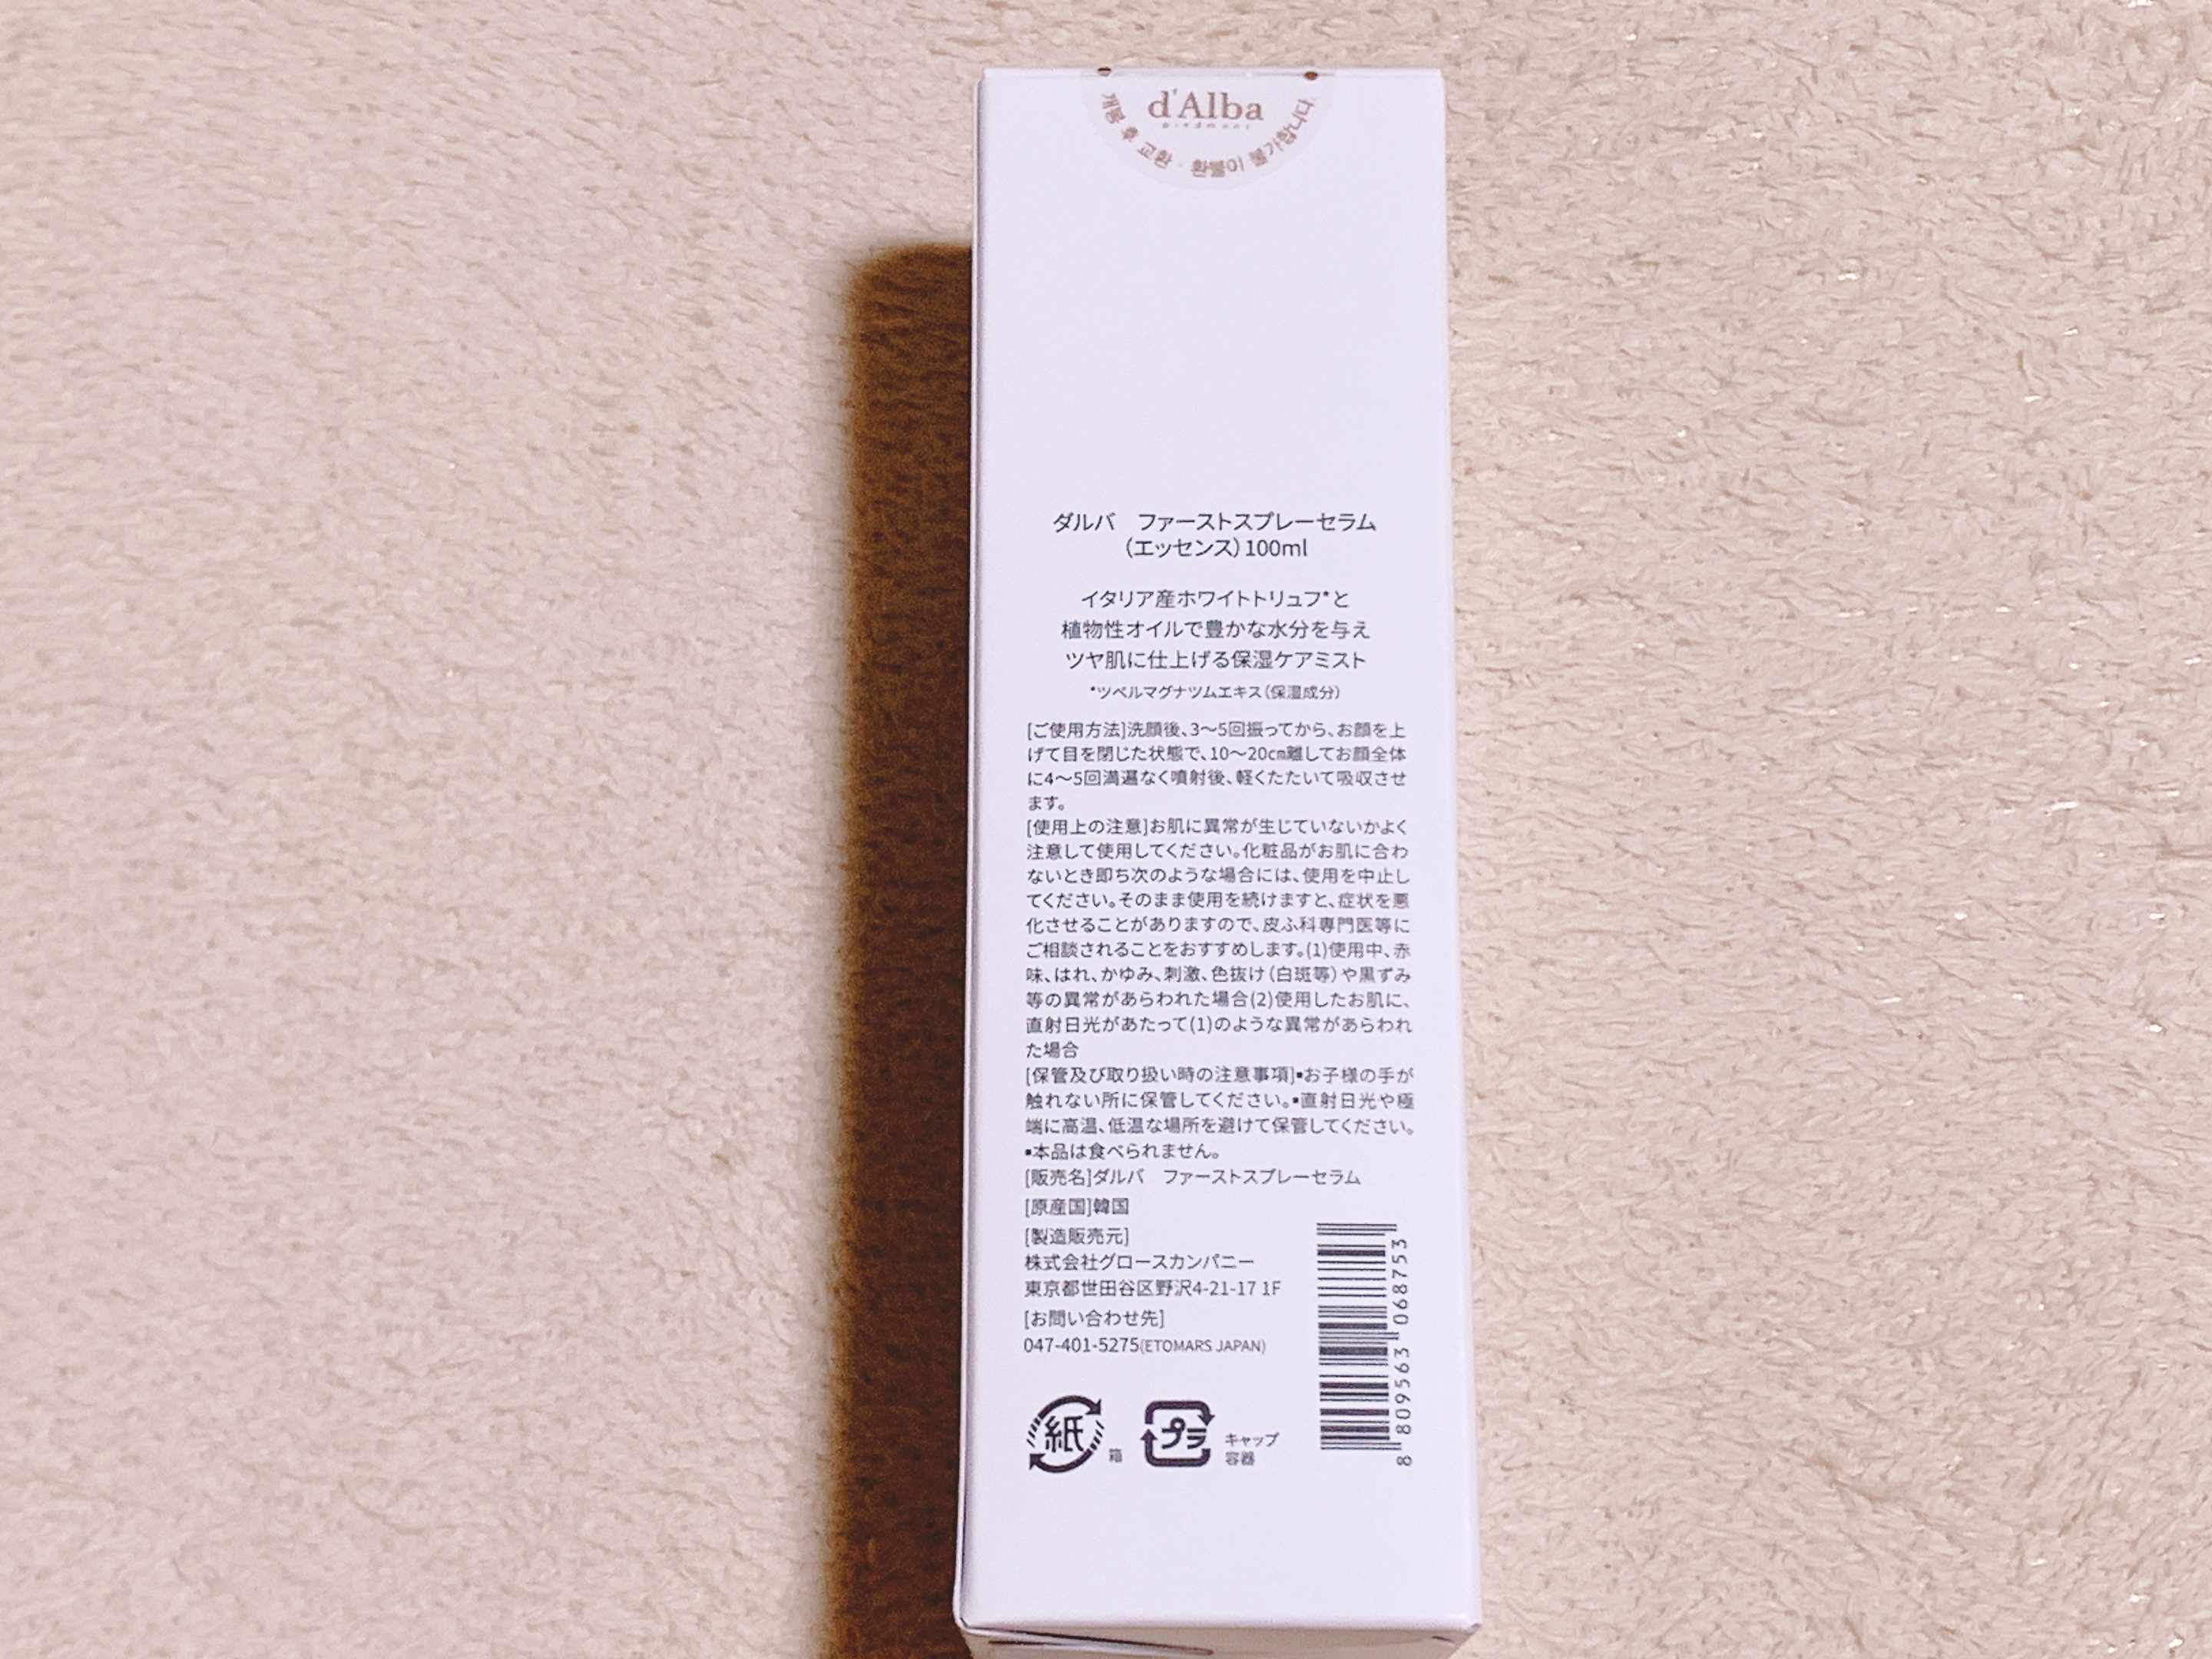 d'Alba
piedmont
개봉 후 교환 · 환불이 불가합니다.
ダルバ　ファーストスプレーセラム
（エッセンス）100ml
イタリア産ホワイトトリュフ*と
植物性オイルで豊かな水分を与え
ツヤ肌に仕上げる保湿ケアミスト
*ツベルマグナツムエキス（保湿成分）
[ご使用方法]洗顔後、3～5回振ってから、お顔を上
げて目を閉じた状態で、10～20㎝離してお顔全体
に4～5回満遍なく噴射後、軽くたたいて吸収させ
ます。
[使用上の注意]お肌に異常が生じていないかよく
注意して使用してください。化粧品がお肌に合わ
ないとき即ち次のような場合には、使用を中止し
てください。そのまま使用を続けますと、症状を悪
化させることがありますので、皮ふ科専門医等に
ご相談されることをおすすめします。(1)使用中、赤
味、はれ、かゆみ、刺激、色抜け（白斑等）や黒ずみ
等の異常があらわれた場合(2)使用したお肌に、
直射日光があたって(1)のような異常があらわれ
た場合
[保管及び取り扱い時の注意事項]▪お子様の手が
触れない所に保管してください。▪直射日光や極
端に高温、低温な場所を避けて保管してください。
▪本品は食べられません。
[販売名]ダルバ　ファーストスプレーセラム
[原産国]韓国
[製造販売元]
株式会社グロースカンパニー
東京都世田谷区野沢4-21-17 1F
[お問い合わせ先]
047-401-5275(ETOMARS JAPAN)
8 809563 068753
紙 箱
プラ キャップ
容器